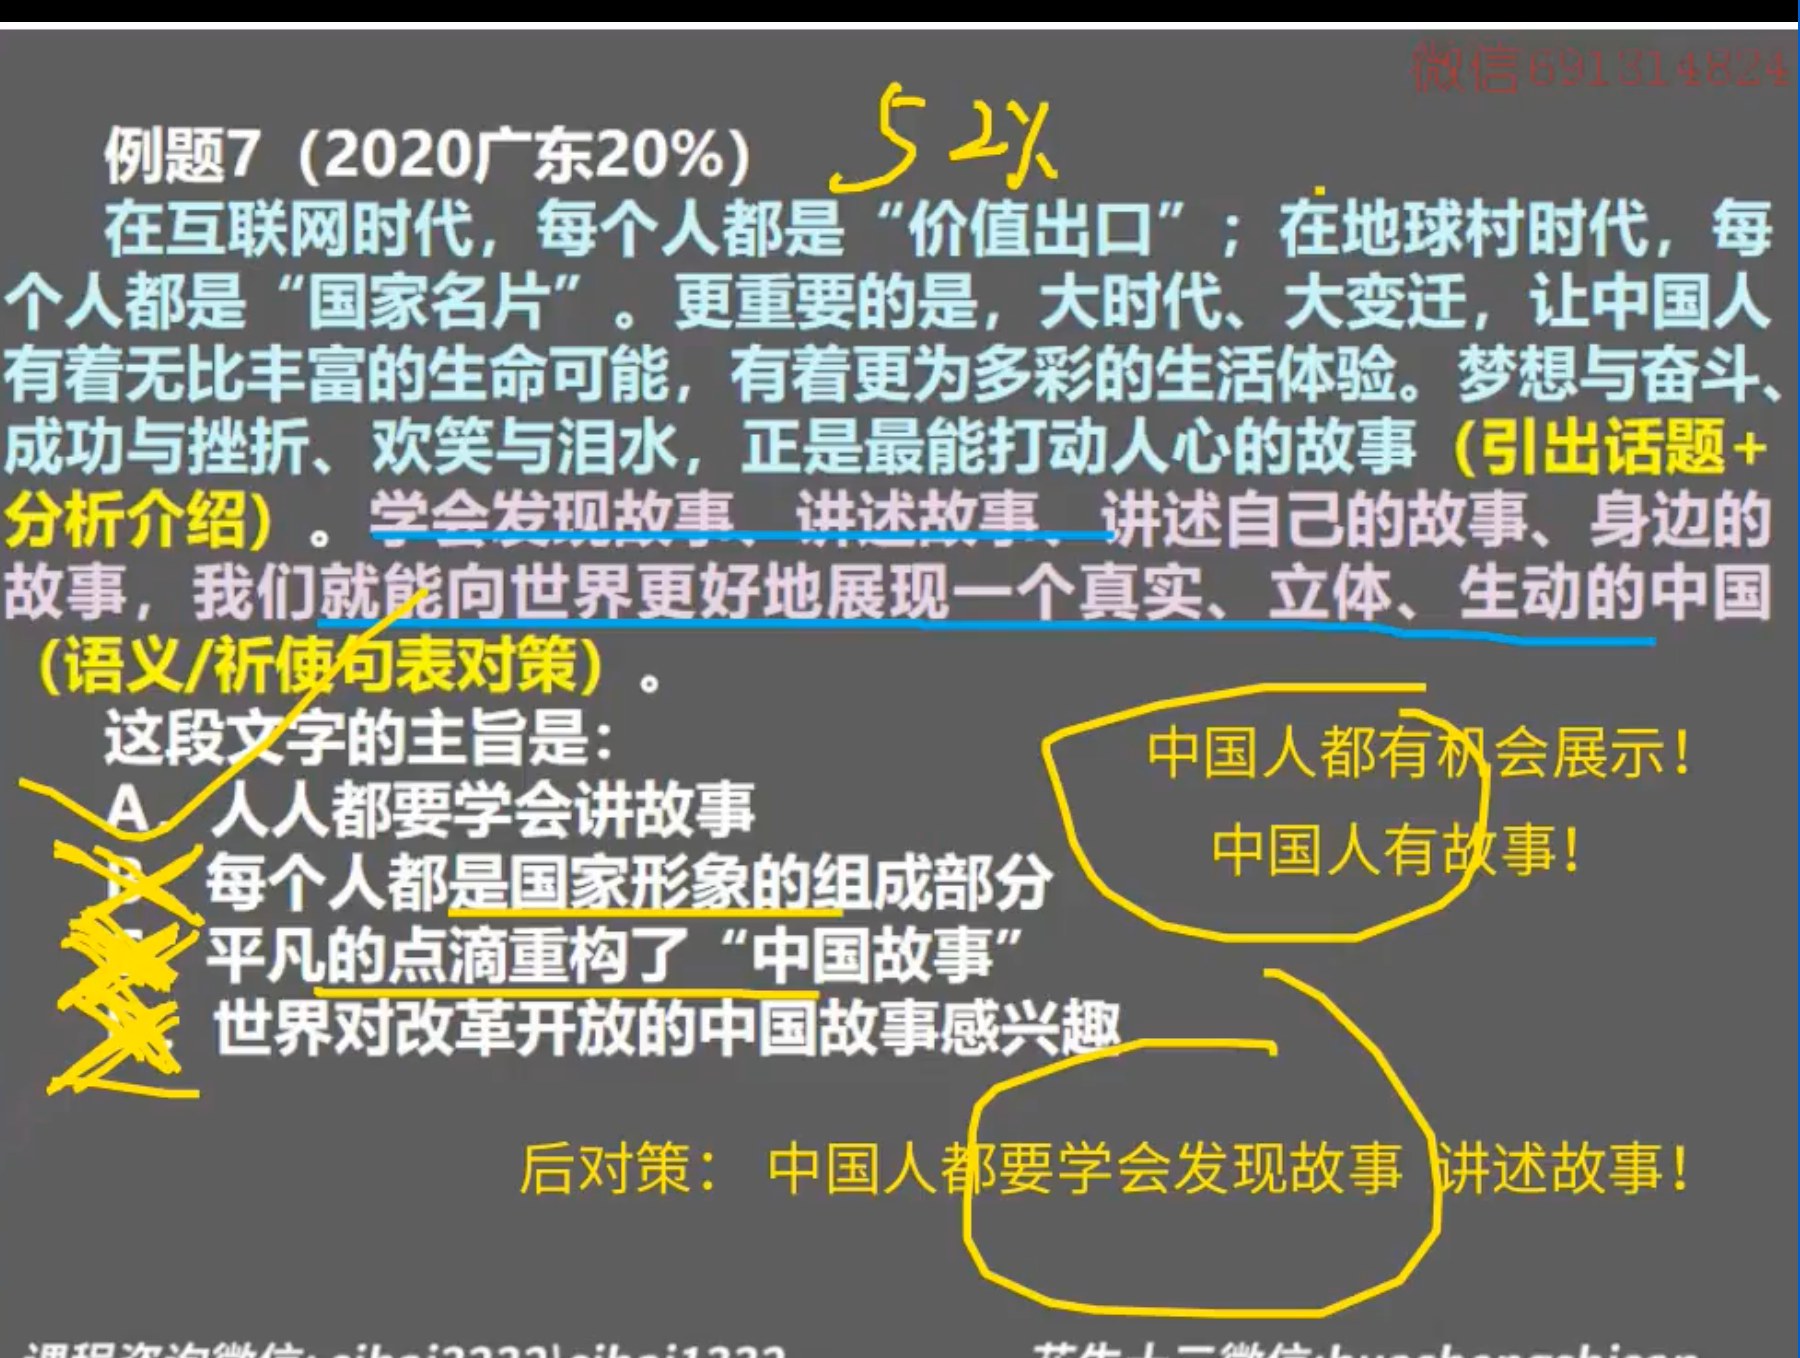 微信691314824
例题7（2020广东20%）
52%
在互联网时代，每个人都是“价值出口”；在地球村时代，每
个人都是“国家名片”。更重要的是，大时代、大变迁，让中国人
有着无比丰富的生命可能，有着更为多彩的生活体验。梦想与奋斗、
成功与挫折、欢笑与泪水，正是最能打动人心的故事（引出话题+
分析介绍）。学会发现故事、讲述故事、讲述自己的故事、身边的
故事，我们就能向世界更好地展现一个真实、立体、生动的中国
（语义/祈使句表对策）。
这段文字的主旨是：
中国人都有机会展示！
A、人人都要学会讲故事
中国人有故事！
每个人都是国家形象的组成部分
平凡的点滴重构了“中国故事”
世界对改革开放的中国故事感兴趣
后对策： 中国人都要学会发现故事 讲述故事！